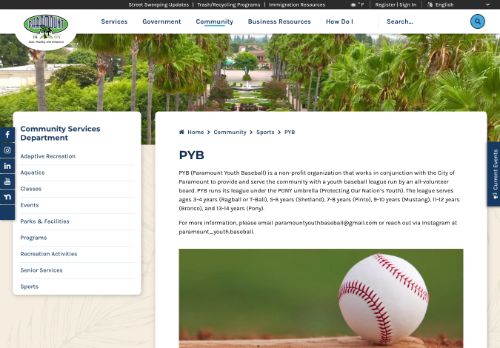 Street Sweeping Updates | Trash/Recycling Programs | Immigration Resources
° F | Register | Sign In | English
PARAMOUNT
Services Government Community Business Resources How Do I Search...
Community Services
Department
Adaptive Recreation
Aquatics
Classes
Events
Parks & Facilities
Programs
Recreation Activities
Senior Services
Sports
Home > Community > Sports > PYB
PYB
PYB (Paramount Youth Baseball) is a non-profit organization that works in conjunction with the City of
Paramount to provide and serve the community with a youth baseball league run by an all-volunteer
board. PYB runs its league under the PONY umbrella (Protecting Our Nation's Youth). The league serves
ages 3-4 years (Ragball or T-Ball), 5-6 years (Shetland), 7-8 years (Pinto), 9-10 years (Mustang), 11-12 years
(Bronco), and 13-14 years (Pony).
For more information, please email paramountyouthbaseball@gmail.com or reach out via Instagram at
paramount_youth.baseball.
Current Events